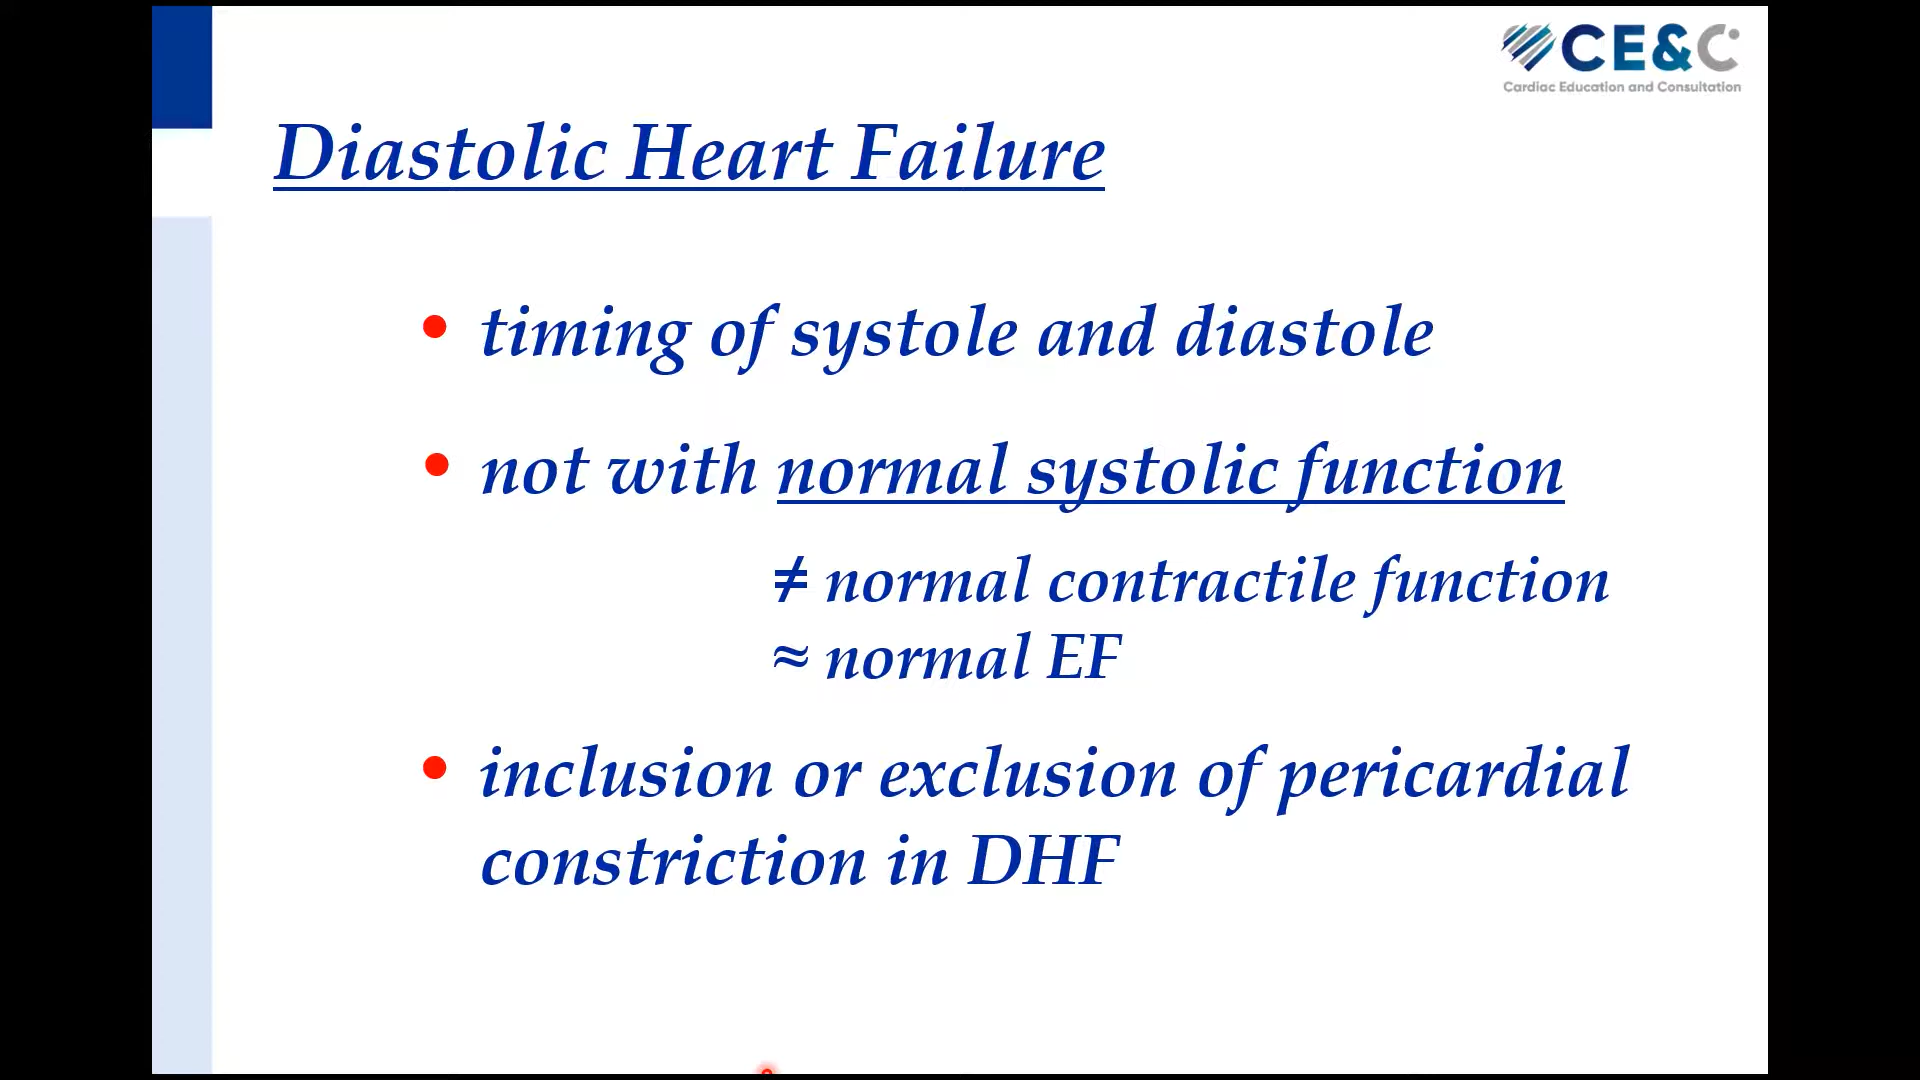 CE&C
Cardiac Education and Consultation
Diastolic Heart Failure
• timing of systole and diastole
• not with normal systolic function
≠ normal contractile function
≈ normal EF
• inclusion or exclusion of pericardial
constriction in DHF